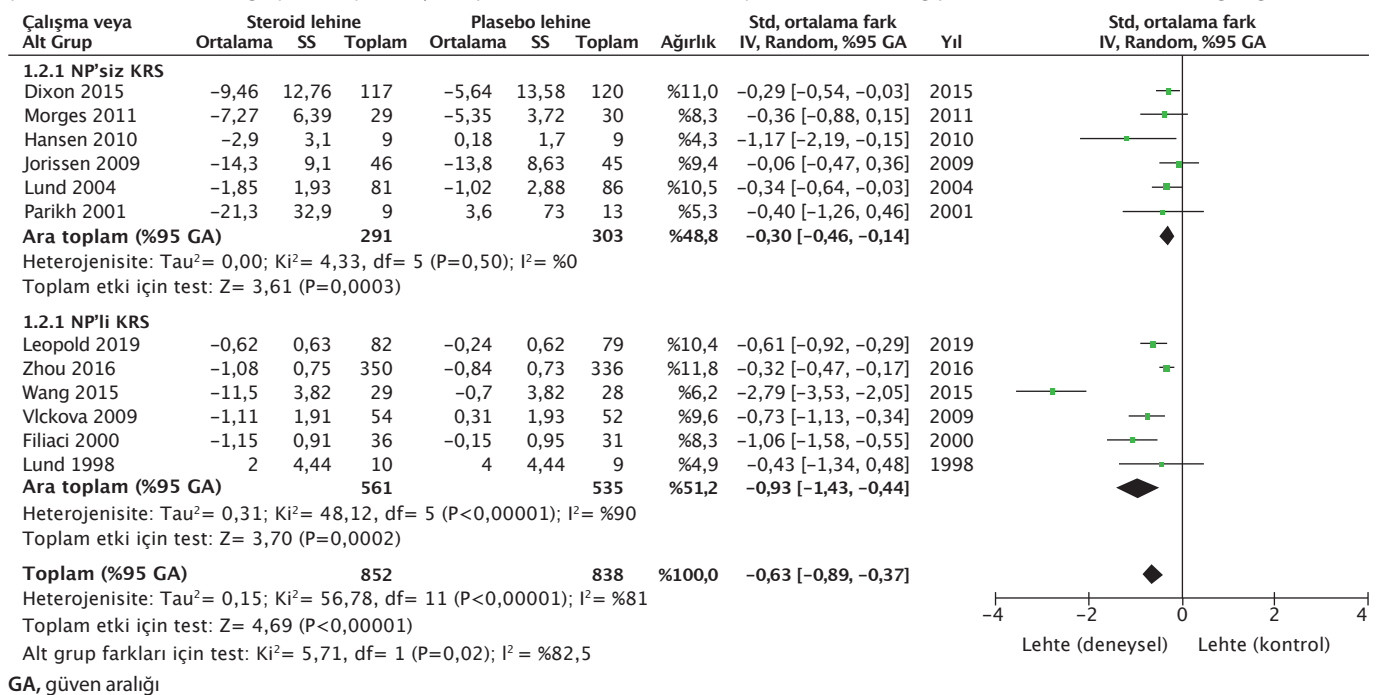 Çalışma veya Steroid lehine Plasebo lehine Std, ortalama fark Std, ortalama fark
Alt Grup Ortalama SS Toplam Ortalama SS Toplam Ağırlık IV, Random, %95 GA Yıl IV, Random, %95 GA
1.2.1 NP'siz KRS
Dixon 2015 –9,46 12,76 117 –5,64 13,58 120 %11,0 –0,29 [–0,54, –0,03] 2015
Morges 2011 –7,27 6,39 29 –5,35 3,72 30 %8,3 –0,36 [–0,88, 0,15] 2011
Hansen 2010 –2,9 3,1 9 0,18 1,7 9 %4,3 –1,17 [–2,19, –0,15] 2010
Jorissen 2009 –14,3 9,1 46 –13,8 8,63 45 %9,4 –0,06 [–0,47, 0,36] 2009
Lund 2004 –1,85 1,93 81 –1,02 2,88 86 %10,5 –0,34 [–0,64, –0,03] 2004
Parikh 2001 –21,3 32,9 9 3,6 73 13 %5,3 –0,40 [–1,26, 0,46] 2001
Ara toplam (%95 GA) 291 303 %48,8 –0,30 [–0,46, –0,14]
Heterojenisite: Tau²= 0,00; Ki²= 4,33, df= 5 (P=0,50); I²= %0
Toplam etki için test: Z= 3,61 (P=0,0003)
1.2.1 NP'li KRS
Leopold 2019 –0,62 0,63 82 –0,24 0,62 79 %10,4 –0,61 [–0,92, –0,29] 2019
Zhou 2016 –1,08 0,75 350 –0,84 0,73 336 %11,8 –0,32 [–0,47, –0,17] 2016
Wang 2015 –11,5 3,82 29 –0,7 3,82 28 %6,2 –2,79 [–3,53, –2,05] 2015
Vlckova 2009 –1,11 1,91 54 0,31 1,93 52 %9,6 –0,73 [–1,13, –0,34] 2009
Filiaci 2000 –1,15 0,91 36 –0,15 0,95 31 %8,3 –1,06 [–1,58, –0,55] 2000
Lund 1998 2 4,44 10 4 4,44 9 %4,9 –0,43 [–1,34, 0,48] 1998
Ara toplam (%95 GA) 561 535 %51,2 –0,93 [–1,43, –0,44]
Heterojenisite: Tau²= 0,31; Ki²= 48,12, df= 5 (P<0,00001); I²= %90
Toplam etki için test: Z= 3,70 (P=0,0002)
Toplam (%95 GA) 852 838 %100,0 –0,63 [–0,89, –0,37]
Heterojenisite: Tau²= 0,15; Ki²= 56,78, df= 11 (P<0,00001); I²= %81
Toplam etki için test: Z= 4,69 (P<0,00001)
Alt grup farkları için test: Ki²= 5,71, df= 1 (P=0,02); I² = %82,5
–4 –2 0 2 4
Lehte (deneysel) Lehte (kontrol)
GA, güven aralığı